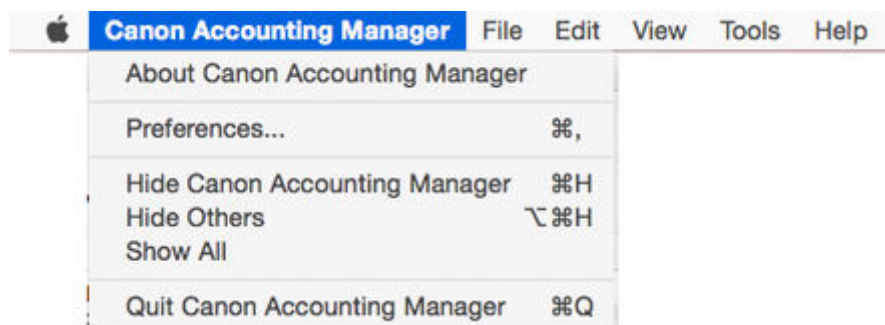 Canon Accounting Manager File Edit View Tools Help
About Canon Accounting Manager
Preferences... ⌘,
Hide Canon Accounting Manager ⌘H
Hide Others ⌥⌘H
Show All
Quit Canon Accounting Manager ⌘Q